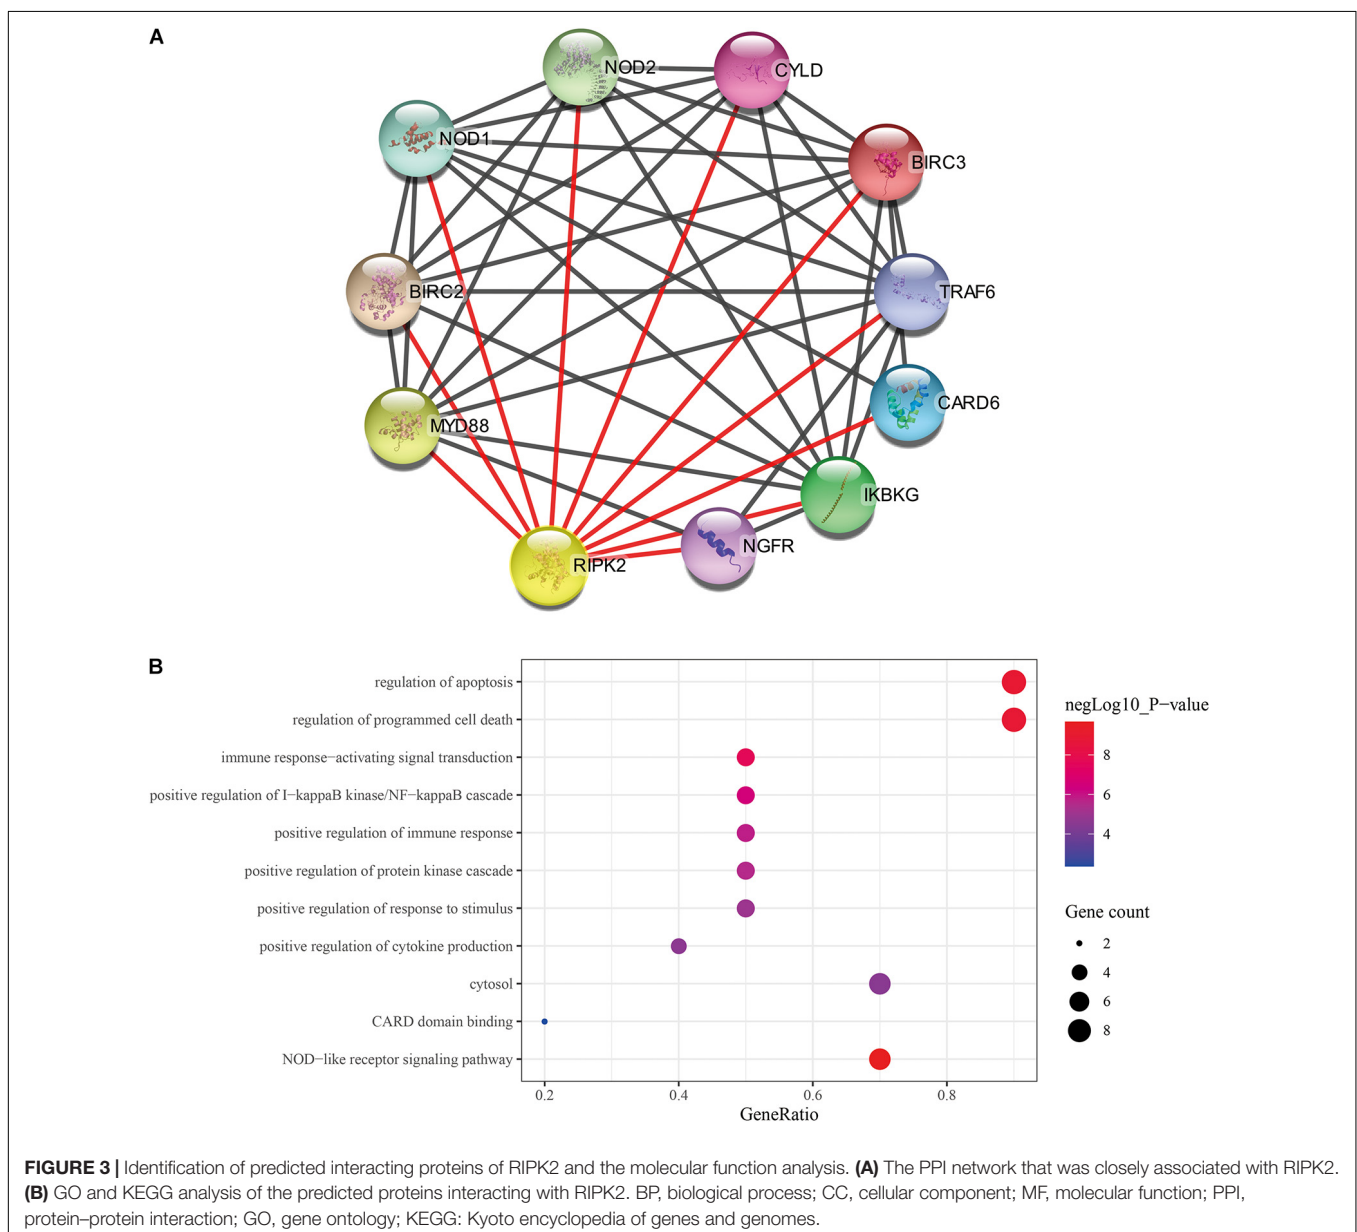 A
NOD2
CYLD
NOD1
BIRC3
BIRC2
TRAF6
CARD6
MYD88
IKBKG
NGFR
RIPK2
B
regulation of apoptosis
regulation of programmed cell death
immune response−activating signal transduction
positive regulation of I−kappaB kinase/NF−kappaB cascade
positive regulation of immune response
positive regulation of protein kinase cascade
positive regulation of response to stimulus
positive regulation of cytokine production
cytosol
CARD domain binding
NOD−like receptor signaling pathway
0.2 0.4 0.6 0.8
GeneRatio
negLog10_P−value
8
6
4
Gene count
2
4
6
8
FIGURE 3 | Identification of predicted interacting proteins of RIPK2 and the molecular function analysis. (A) The PPI network that was closely associated with RIPK2.
(B) GO and KEGG analysis of the predicted proteins interacting with RIPK2. BP, biological process; CC, cellular component; MF, molecular function; PPI,
protein–protein interaction; GO, gene ontology; KEGG: Kyoto encyclopedia of genes and genomes.